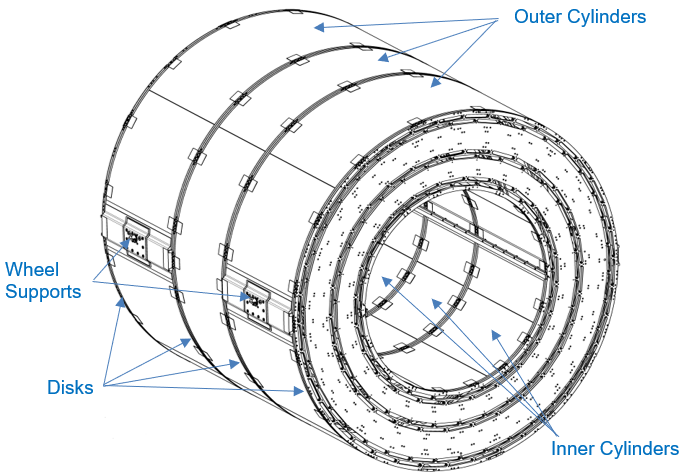 Outer Cylinders
Wheel
Supports
Disks
Inner Cylinders